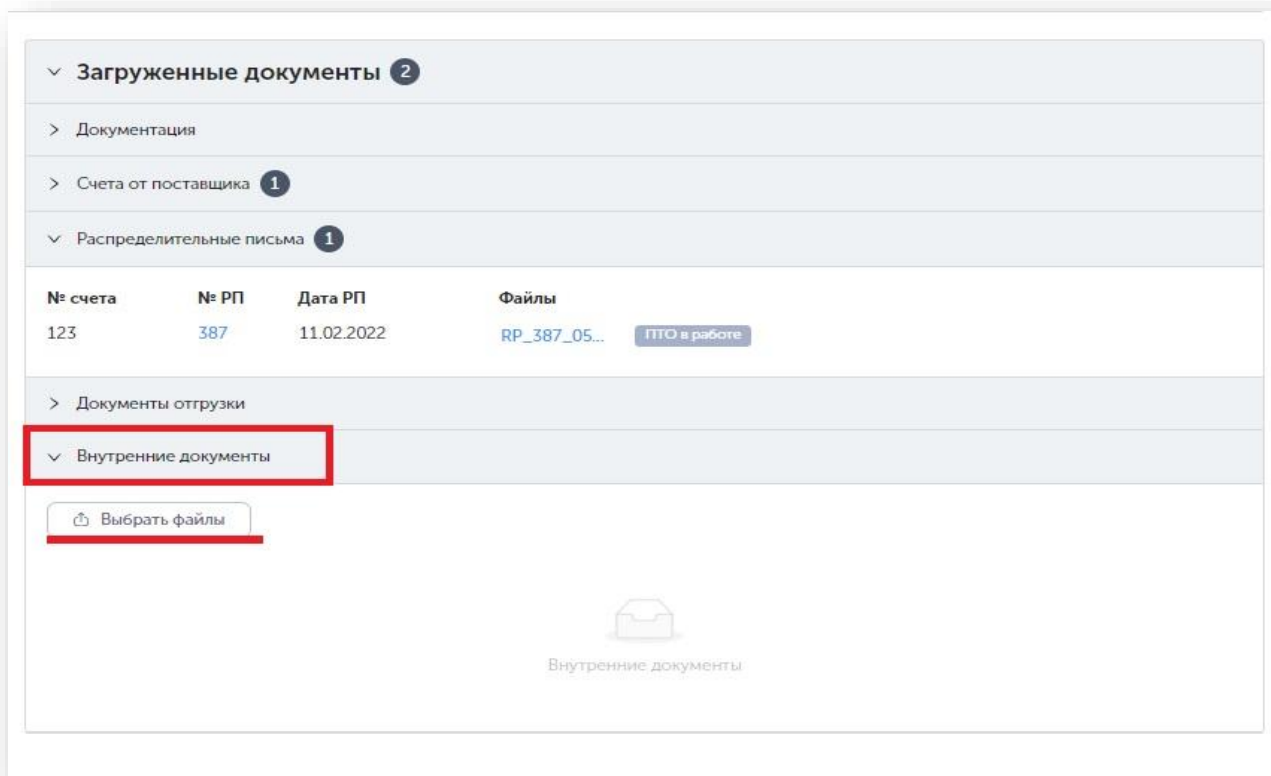 Загруженные документы 2
Документация
Счета от поставщика 1
Распределительные письма 1
№ счета № РП Дата РП Файлы
123 387 11.02.2022 RP_387_05... ПТО в работе
Документы отгрузки
Внутренние документы
Выбрать файлы
Внутренние документы